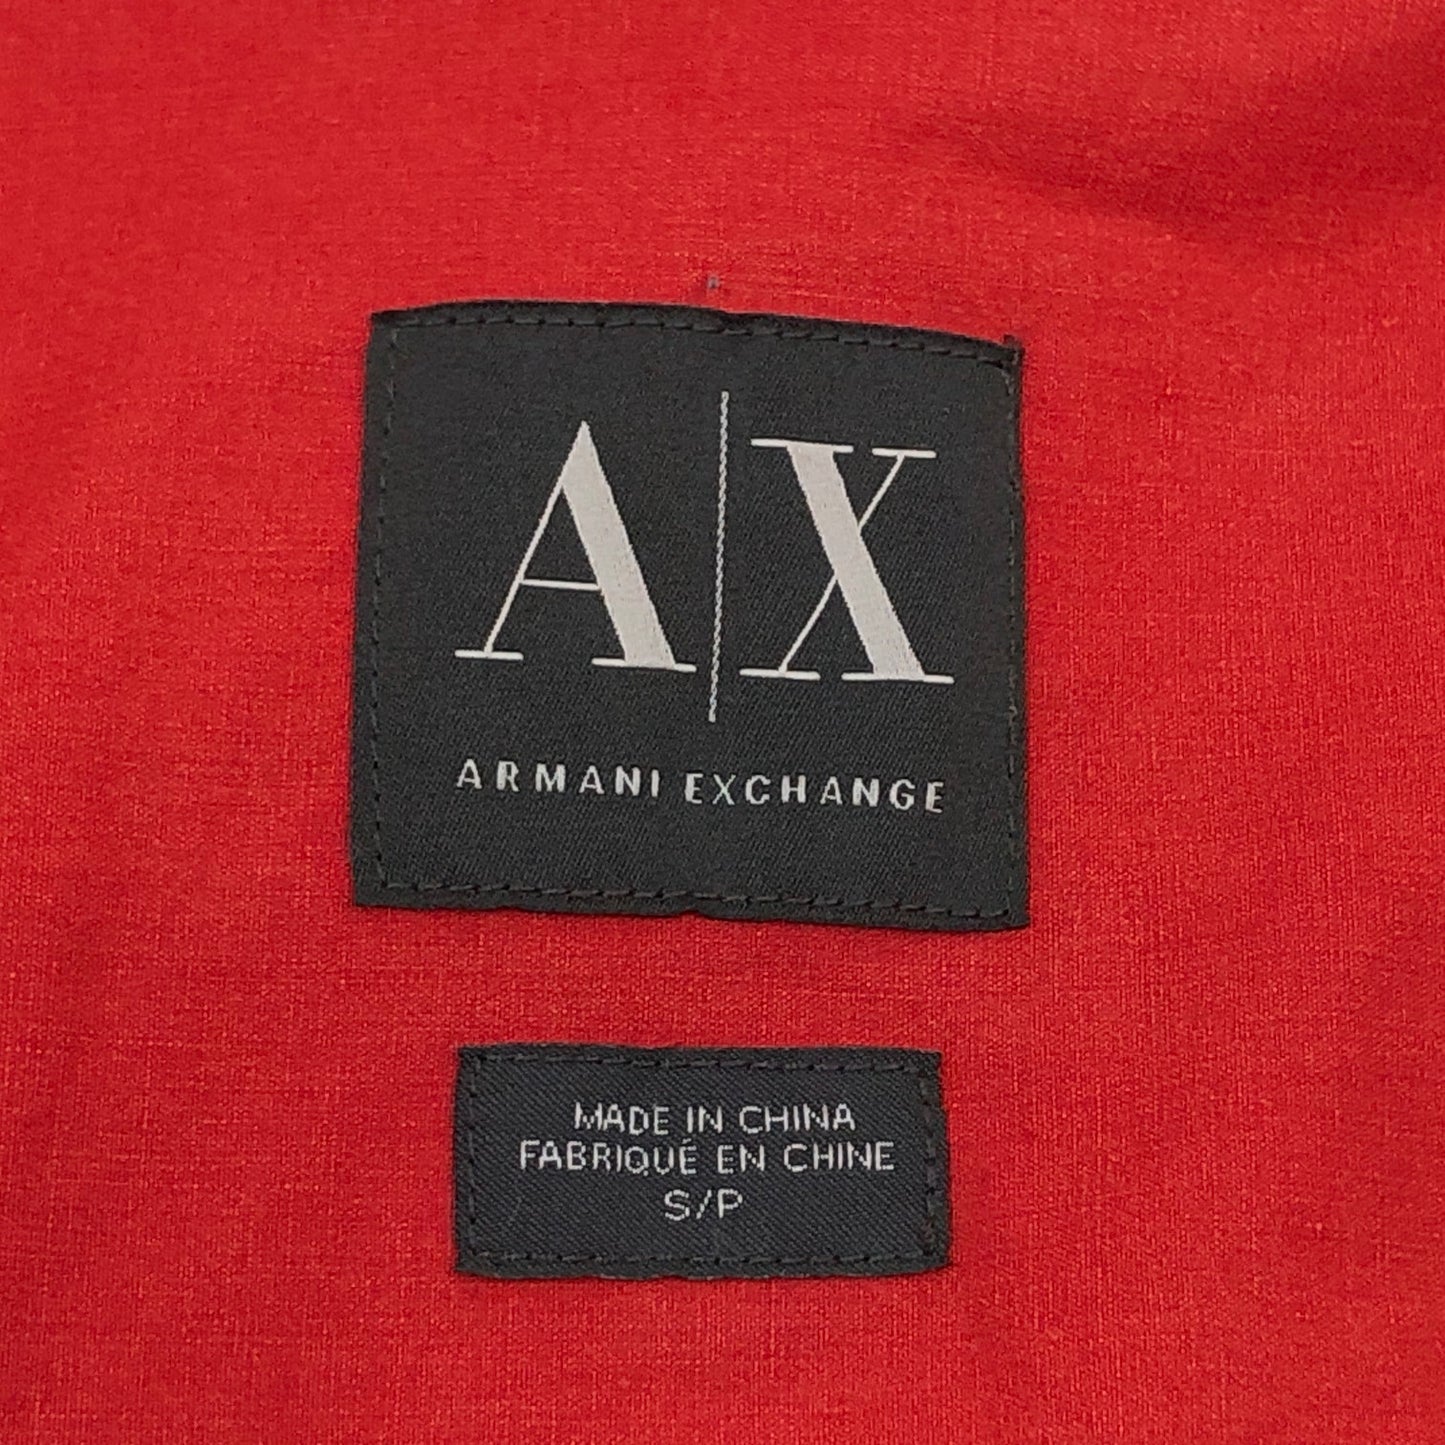 A|X
ARMANI EXCHANGE
MADE IN CHINA
FABRIQUÉ EN CHINE
S/P